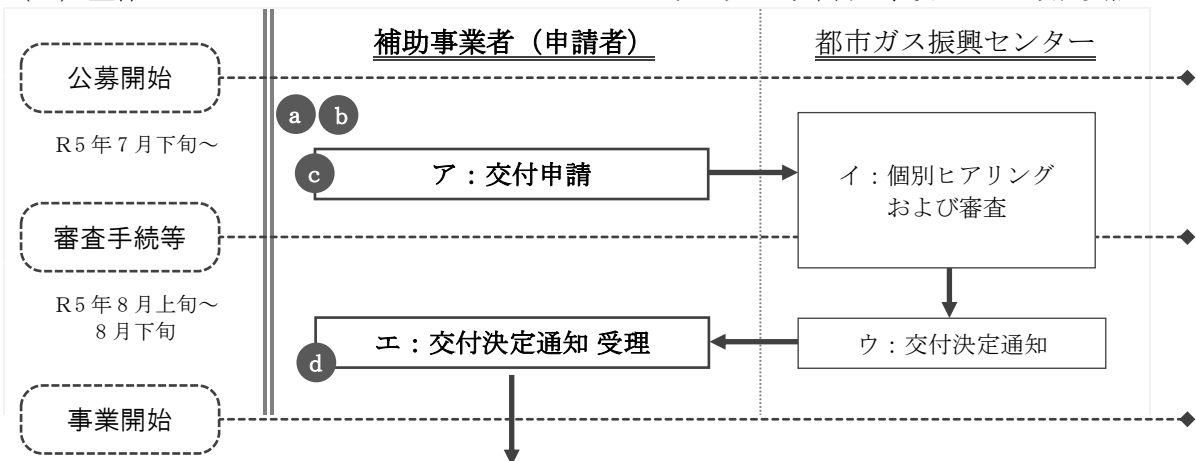 補助事業者（申請者）
都市ガス振興センター
公募開始
a
b
R5年7月下旬～
c
ア：交付申請
イ：個別ヒアリング
および審査
審査手続等
R5年8月上旬～
8月下旬
エ：交付決定通知 受理
d
ウ：交付決定通知
事業開始